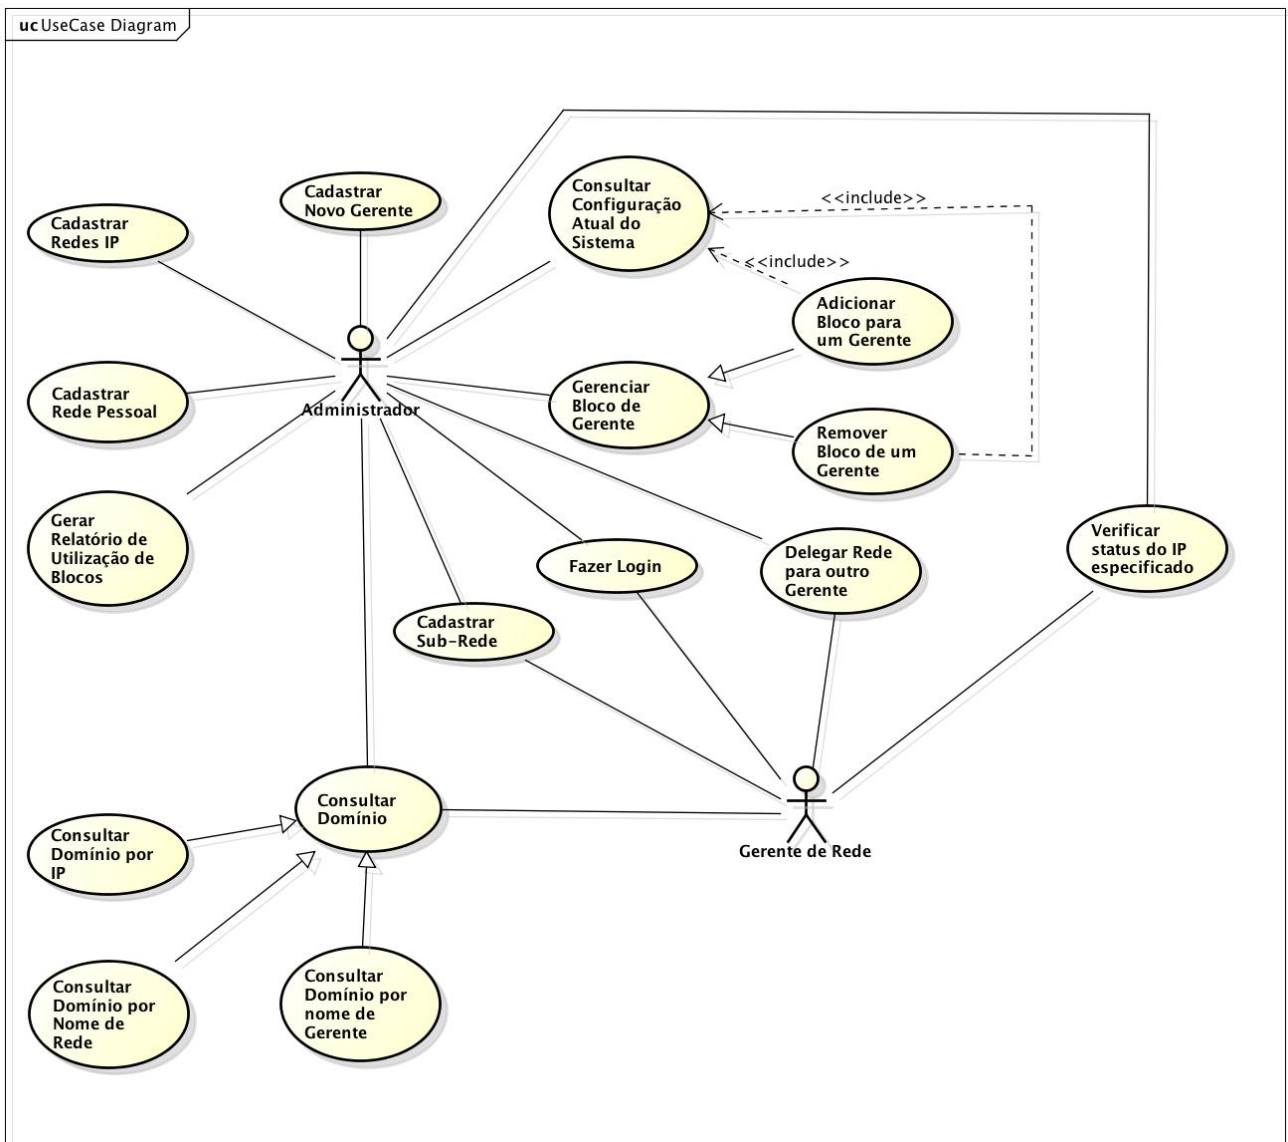 uc UseCase Diagram
Cadastrar
Novo Gerente
Consultar
Configuração
Atual do
Sistema
<<include>>
Cadastrar
Redes IP
<<include>>
Adicionar
Bloco para
um Gerente
Cadastrar
Rede Pessoal
Administrador
Gerenciar
Bloco de
Gerente
Remover
Bloco de um
Gerente
Gerar
Relatório de
Utilização de
Blocos
Fazer Login
Delegar Rede
para outro
Gerente
Verificar
status do IP
especificado
Cadastrar
Sub-Rede
Consultar
Domínio
Gerente de Rede
Consultar
Domínio por
IP
Consultar
Domínio por
Nome de
Rede
Consultar
Domínio por
nome de
Gerente